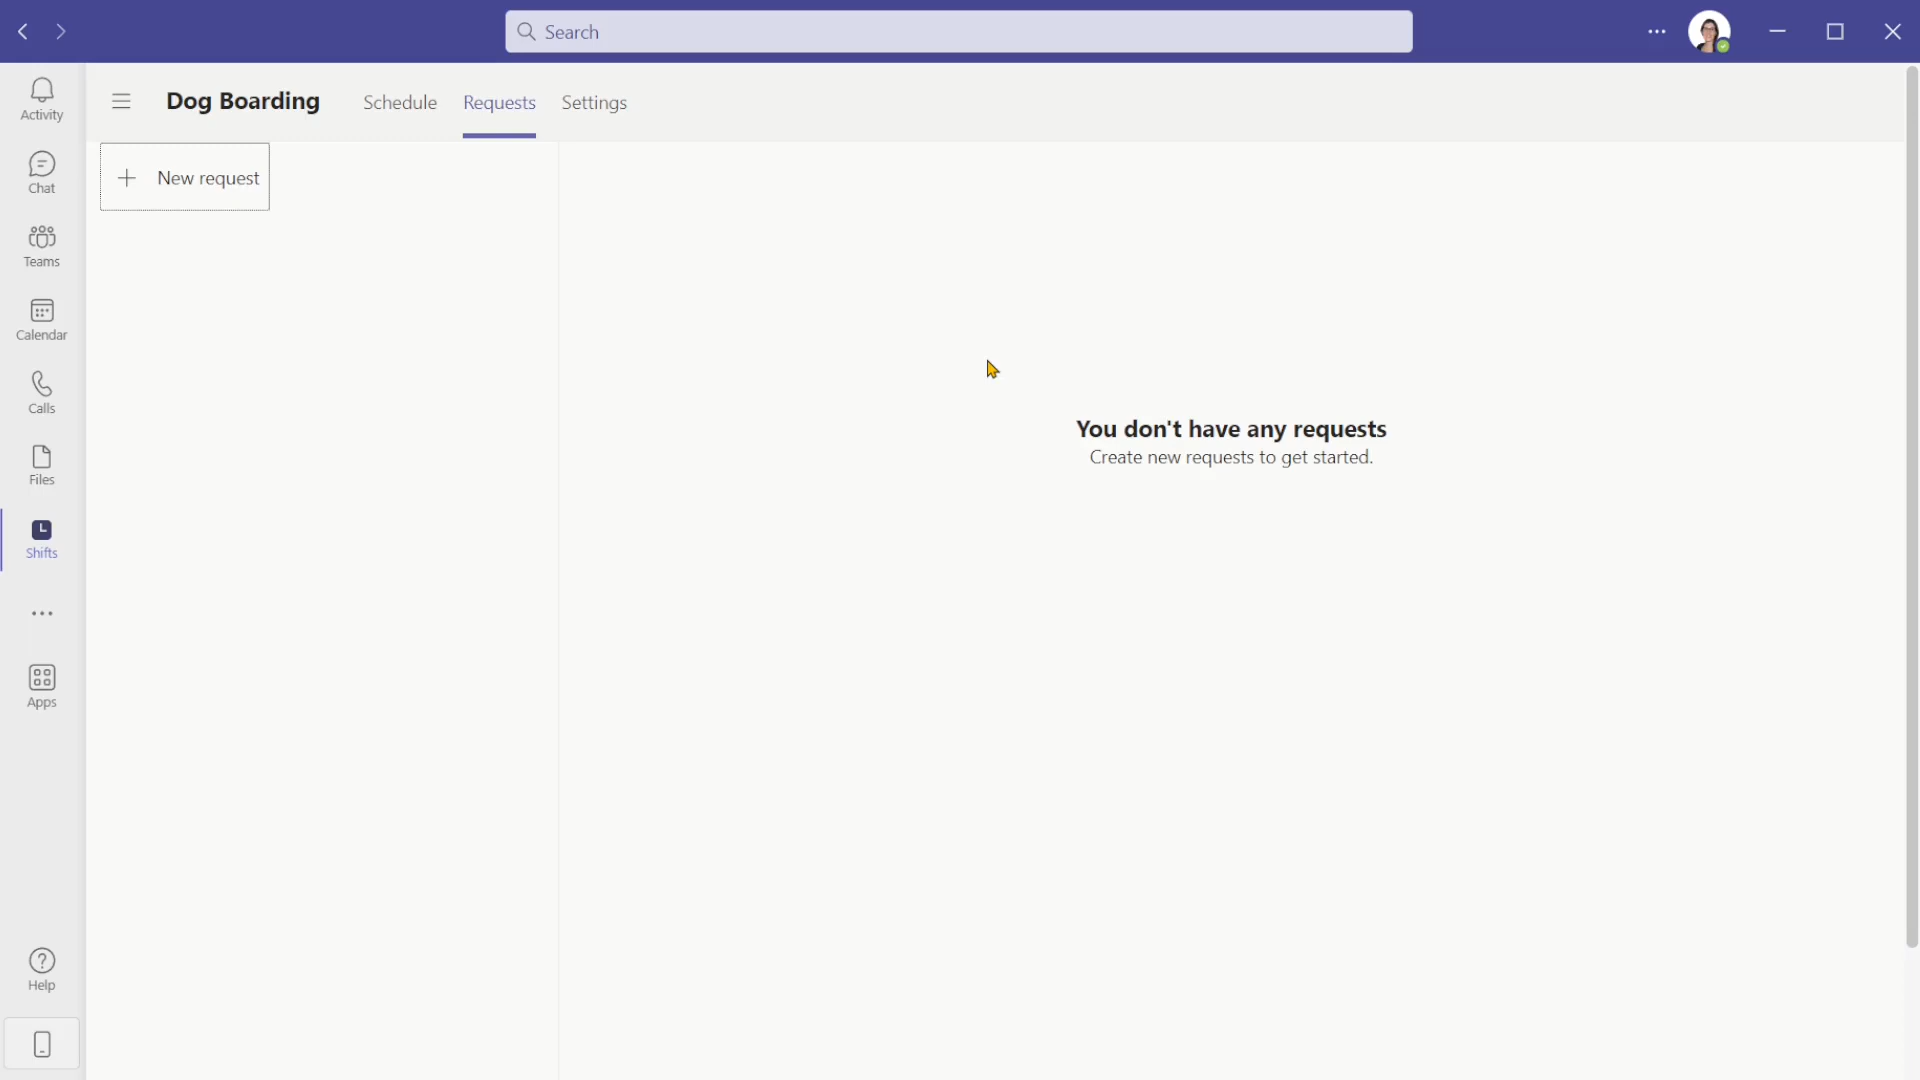 Search
Activity
Chat
Teams
Calendar
Calls
Files
Shifts
Apps
Help
Dog Boarding
Schedule
Requests
Settings
New request
You don't have any requests
Create new requests to get started.